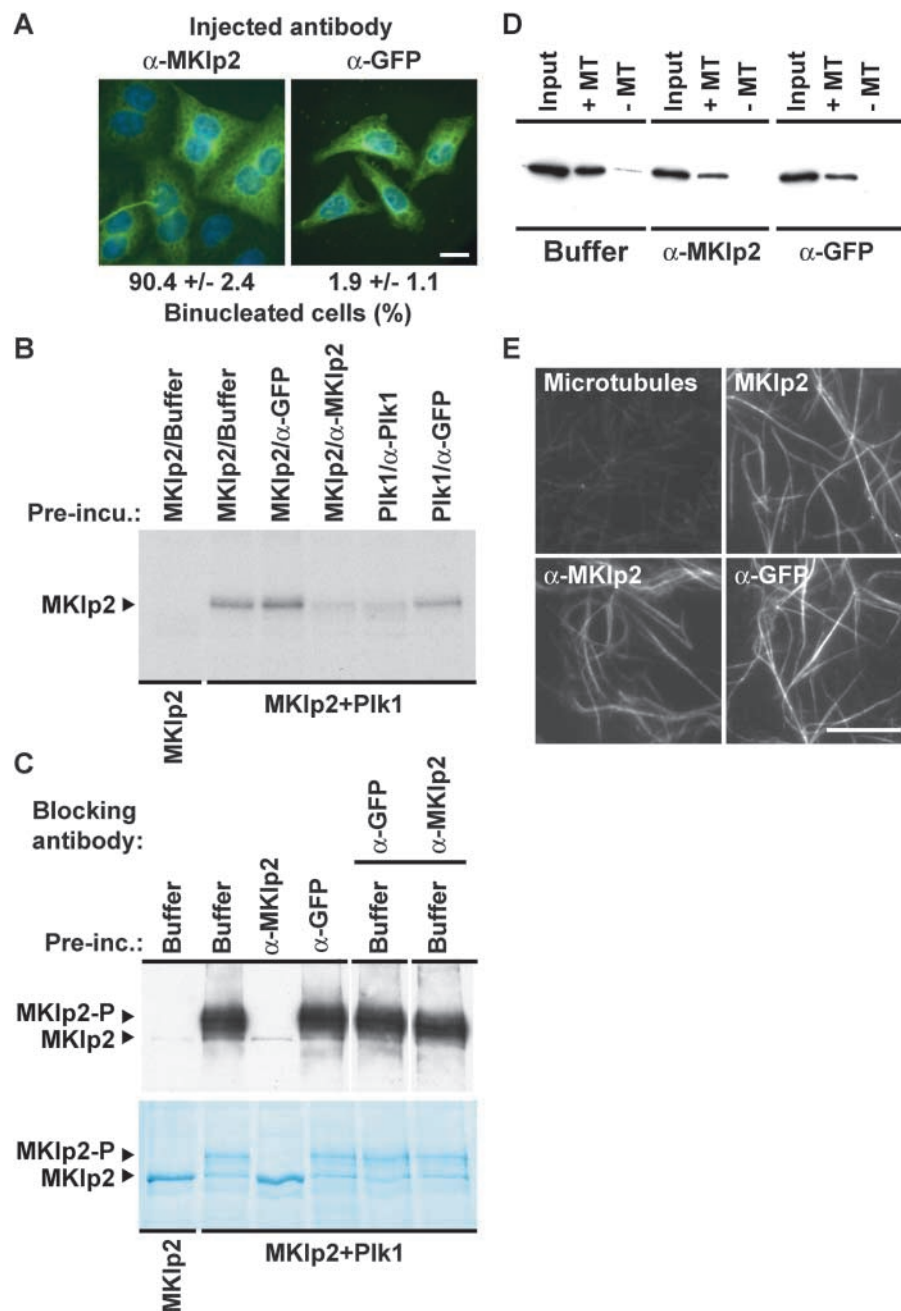 A
Injected antibody
α-MKlp2 α-GFP
90.4 +/- 2.4 1.9 +/- 1.1
Binucleated cells (%)
B
Pre-incu.:
MKlp2/Buffer
MKlp2/Buffer
MKlp2/α-GFP
MKlp2/α-MKlp2
Plk1/α-Plk1
Plk1/α-GFP
MKlp2
MKlp2
MKlp2+Plk1
C
Blocking
antibody:
α-GFP
α-MKlp2
Pre-inc.:
Buffer
Buffer
α-MKlp2
α-GFP
Buffer
Buffer
MKlp2-P
MKlp2
MKlp2-P
MKlp2
MKlp2
MKlp2+Plk1
D
Input
+ MT
- MT
Input
+ MT
- MT
Input
+ MT
- MT
Buffer α-MKlp2 α-GFP
E
Microtubules MKlp2
α-MKlp2 α-GFP